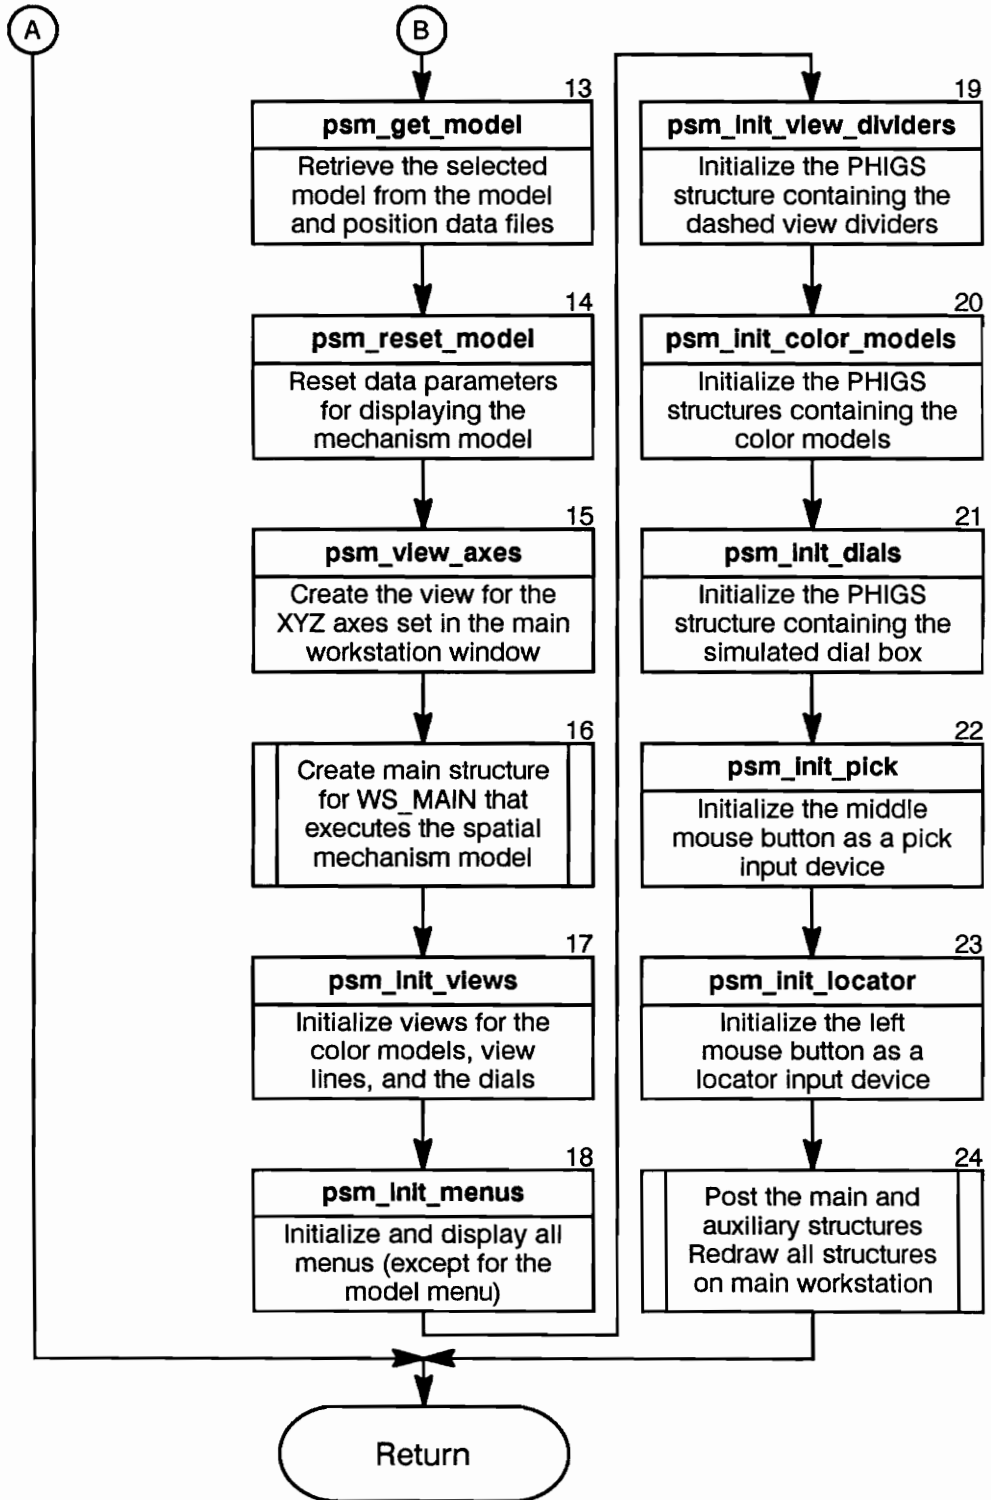 A
B
13
psm_get_model
Retrieve the selected
model from the model
and position data files
14
psm_reset_model
Reset data parameters
for displaying the
mechanism model
15
psm_view_axes
Create the view for the
XYZ axes set in the main
workstation window
16
Create main structure
for WS_MAIN that
executes the spatial
mechanism model
17
psm_init_views
Initialize views for the
color models, view
lines, and the dials
18
psm_init_menus
Initialize and display all
menus (except for the
model menu)
19
psm_init_view_dividers
Initialize the PHIGS
structure containing the
dashed view dividers
20
psm_init_color_models
Initialize the PHIGS
structures containing the
color models
21
psm_init_dials
Initialize the PHIGS
structure containing the
simulated dial box
22
psm_init_pick
Initialize the middle
mouse button as a pick
input device
23
psm_init_locator
Initialize the left
mouse button as a
locator input device
24
Post the main and
auxiliary structures
Redraw all structures
on main workstation
Return